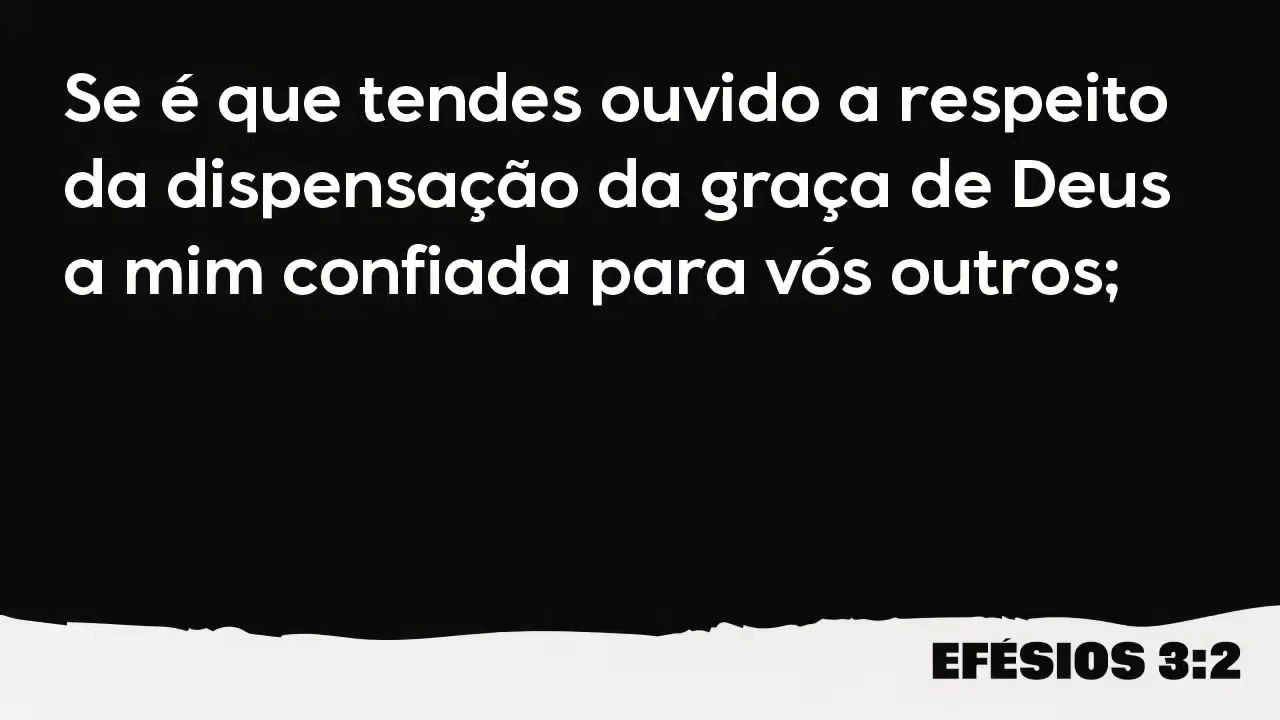 Se é que tendes ouvido a respeito
da dispensação da graça de Deus
a mim confiada para vós outros;
EFÉSIOS 3:2